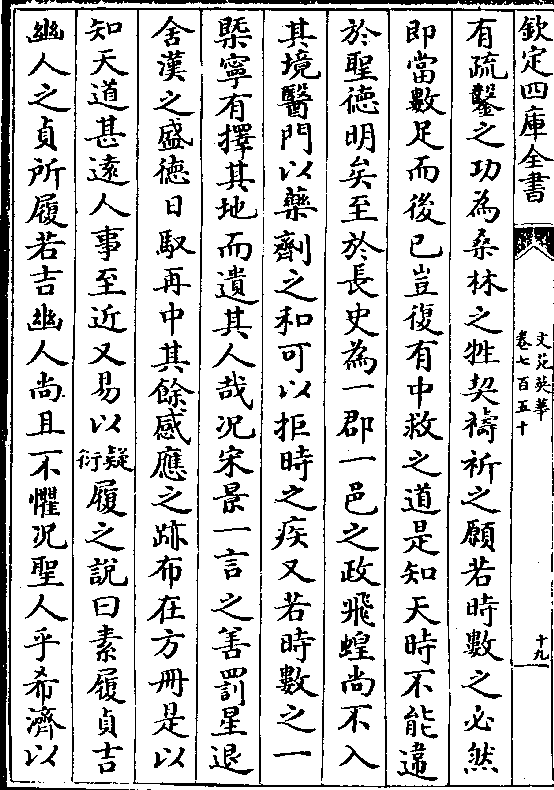 欽定四庫全書
文苑英華
卷七百五十
十九
有疏鑿之功為桑林之牲契禱祈之願若時數之必然
即當數足而後已豈復有中救之道是知天時不能違
於聖德明矣至於長史為一郡一邑之政飛蝗尚不入
其境醫門以藥劑之和可以拒時之疾又若時數之一
槩寧有擇其地而遺其人哉况宋景一言之善罰星退
舍漢之盛德日馭再中其餘感應之跡布在方冊是以
知天道甚逺人事至近又易以疑衍履之說曰素履貞吉
幽人之貞所履若吉幽人尚且不懼况聖人乎希濟以